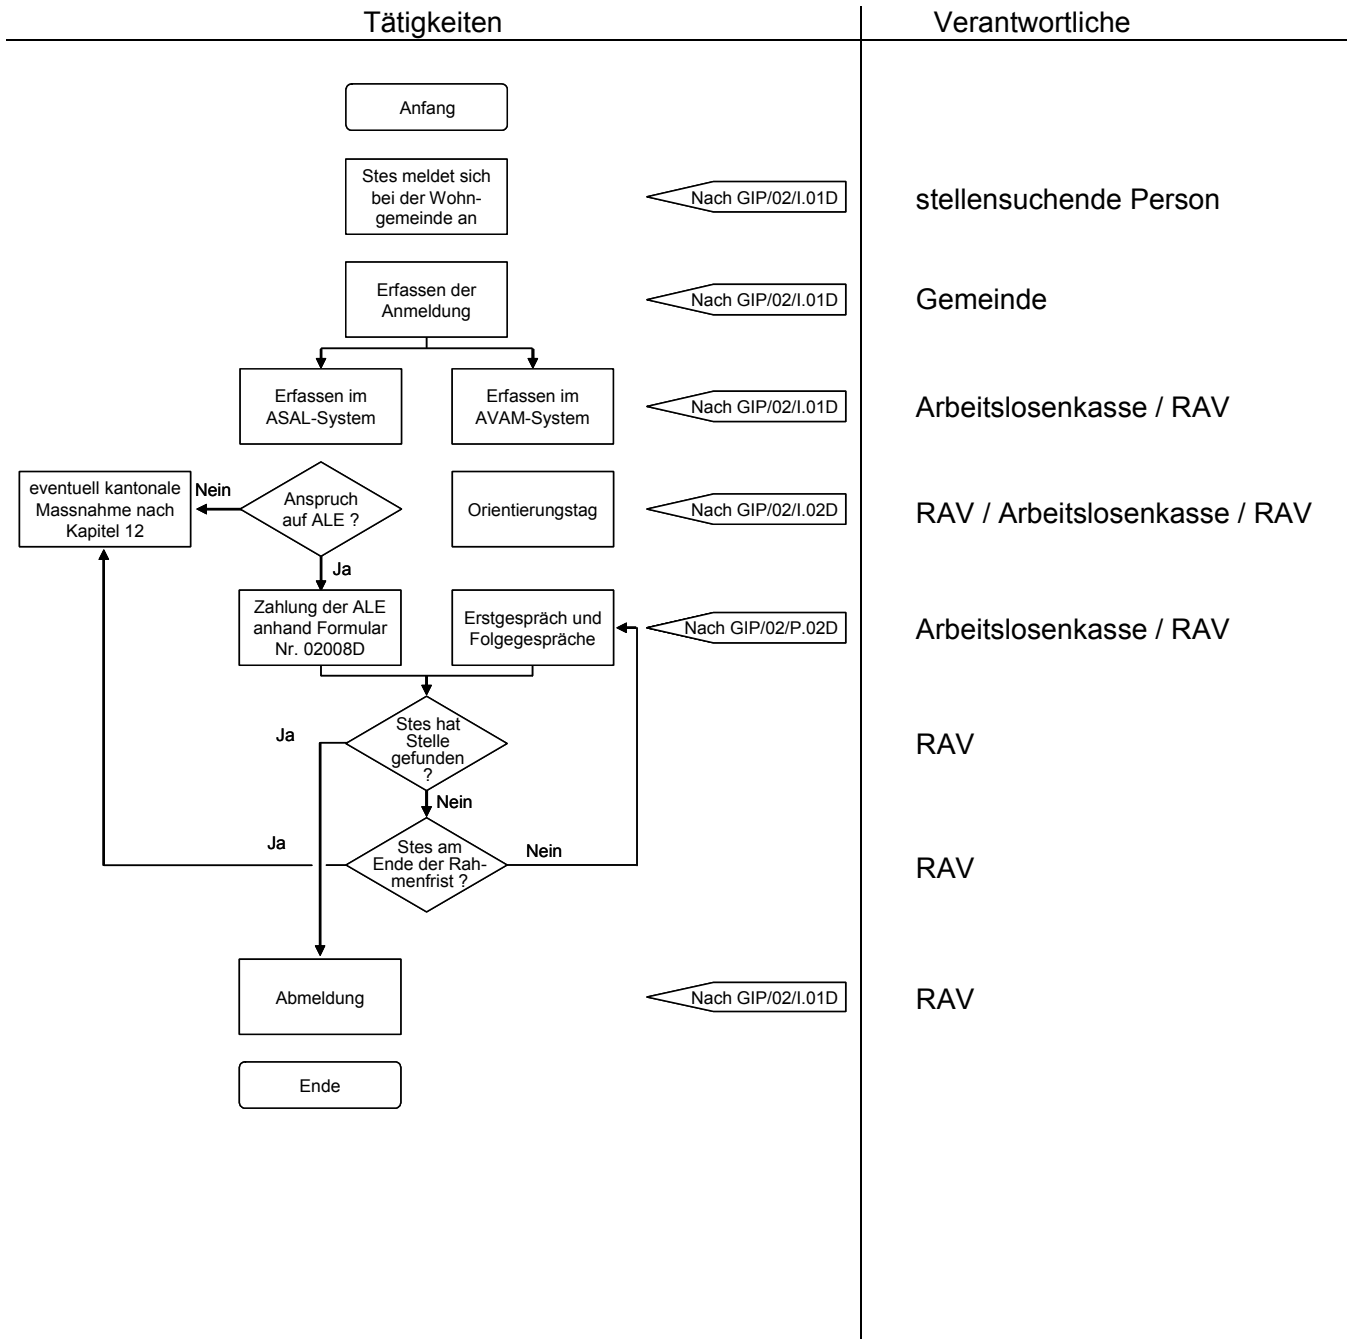 Tätigkeiten
Verantwortliche
Anfang
Stes meldet sich
bei der Wohn-
gemeinde an
Nach GIP/02/I.01D
stellensuchende Person
Erfassen der
Anmeldung
Nach GIP/02/I.01D
Gemeinde
Erfassen im
ASAL-System
Erfassen im
AVAM-System
Nach GIP/02/I.01D
Arbeitslosenkasse / RAV
eventuell kantonale
Massnahme nach
Kapitel 12
Nein
Anspruch
auf ALE ?
Orientierungstag
Nach GIP/02/I.02D
RAV / Arbeitslosenkasse / RAV
Ja
Zahlung der ALE
anhand Formular
Nr. 02008D
Erstgespräch und
Folgegespräche
Nach GIP/02/P.02D
Arbeitslosenkasse / RAV
Ja
Stes hat
Stelle
gefunden
?
RAV
Nein
Ja
Stes am
Ende der Rah-
menfrist ?
Nein
RAV
Abmeldung
Nach GIP/02/I.01D
RAV
Ende